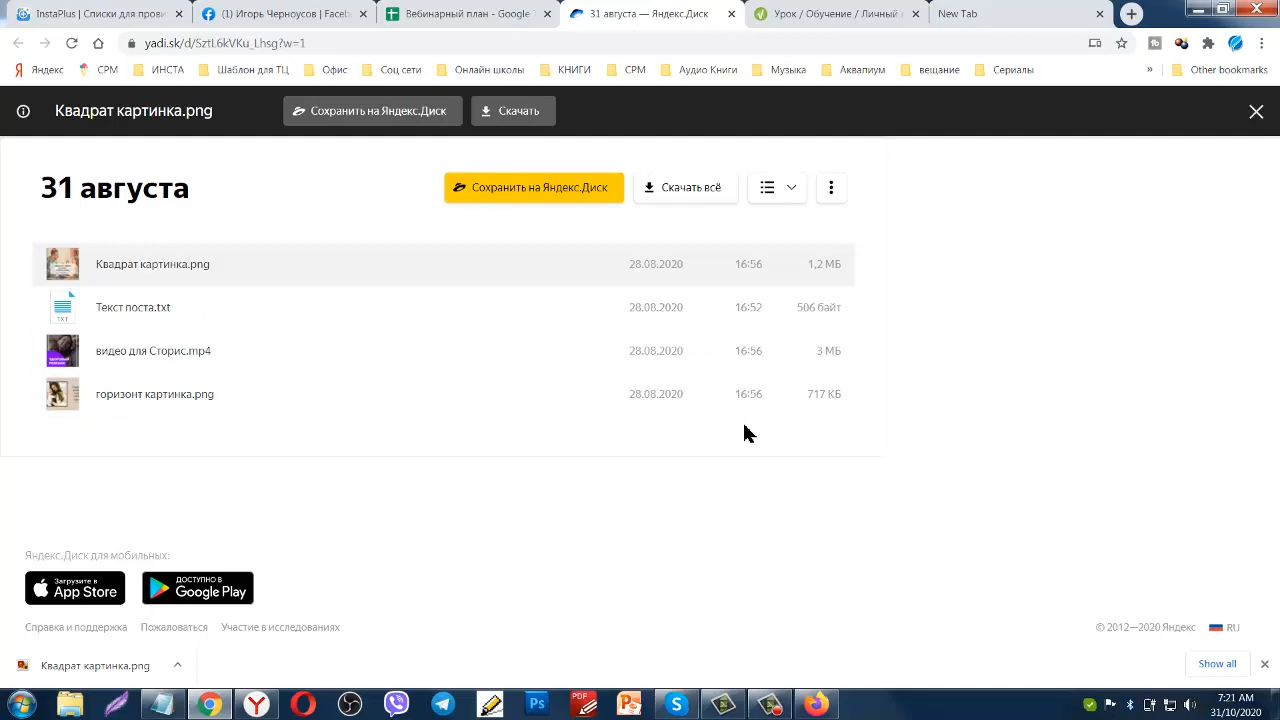 InstaPlus | Списки для прове
(1) Игорь Черноусов | Facebo
Вебинарный план - Google Та
31 августа — Яндекс.Диск
Урок / Обучение / Личный ка
New Tab
yadi.sk/d/SztL6kVKu_Lhsg?w=1
Яндекс
СРМ
ИНСТА
Шаблон для ТЦ
Офис
Соц сети
Онлайн школы
КНИГИ
СРМ
Аудио Книги
Музыка
Аквапиум
вещание
Сериалы
»
Other bookmarks
Квадрат картинка.png
Сохранить на Яндекс.Диск
Скачать
31 августа
Сохранить на Яндекс.Диск
Скачать всё
Квадрат картинка.png 28.08.2020 16:56 1,2 МБ
Текст поста.txt 28.08.2020 16:52 506 байт
TXT
видео для Сторис.mp4 28.08.2020 16:56 3 МБ
горизонт картинка.png 28.08.2020 16:56 717 КБ
Яндекс.Диск для мобильных:
Загрузите в
App Store
ДОСТУПНО В
Google Play
Справка и поддержка Пожаловаться Участие в исследованиях
© 2012—2020 Яндекс
RU
Квадрат картинка.png
Show all
7:21 AM
31/10/2020